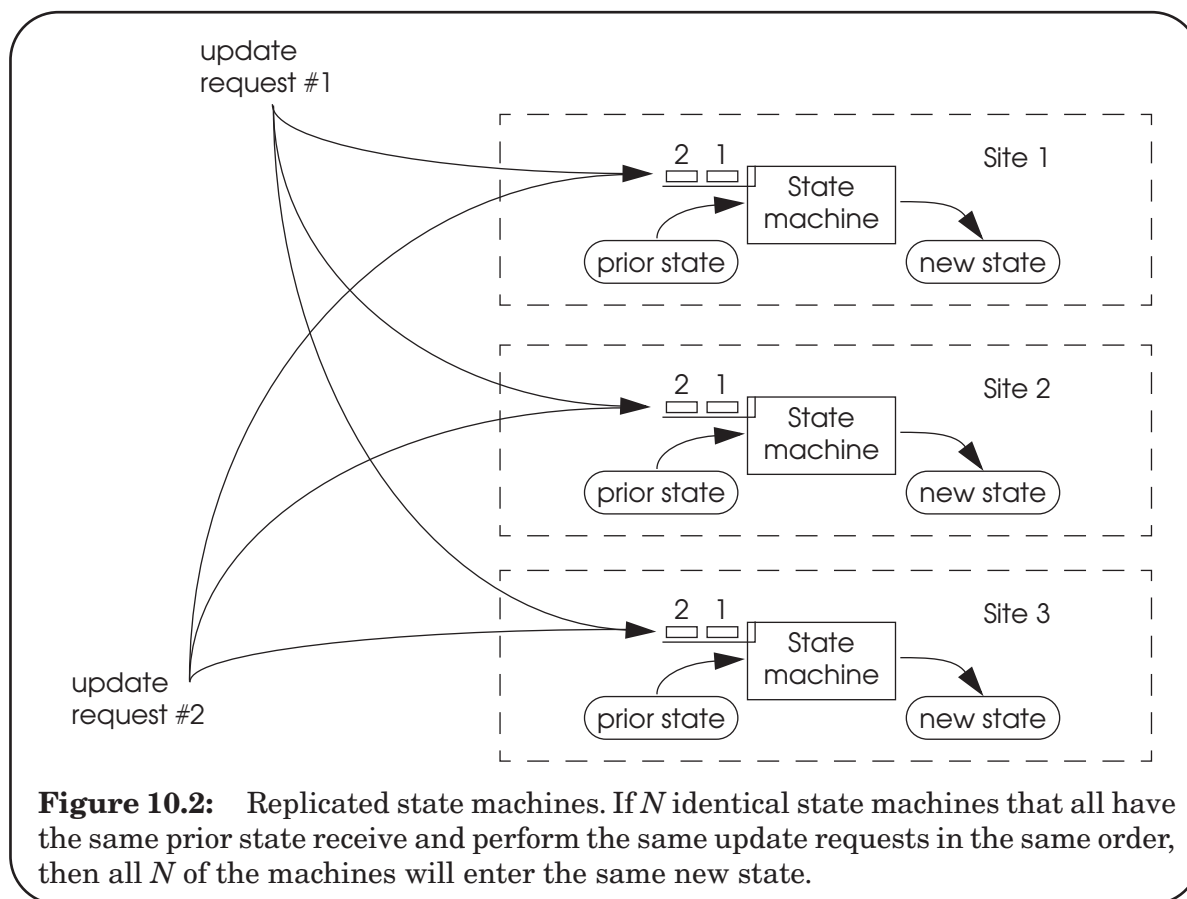 update
request #1
2 1
State
machine
Site 1
prior state
new state
2 1
State
machine
Site 2
prior state
new state
2 1
State
machine
Site 3
prior state
new state
update
request #2
Figure 10.2: Replicated state machines. If N identical state machines that all have
the same prior state receive and perform the same update requests in the same order,
then all N of the machines will enter the same new state.